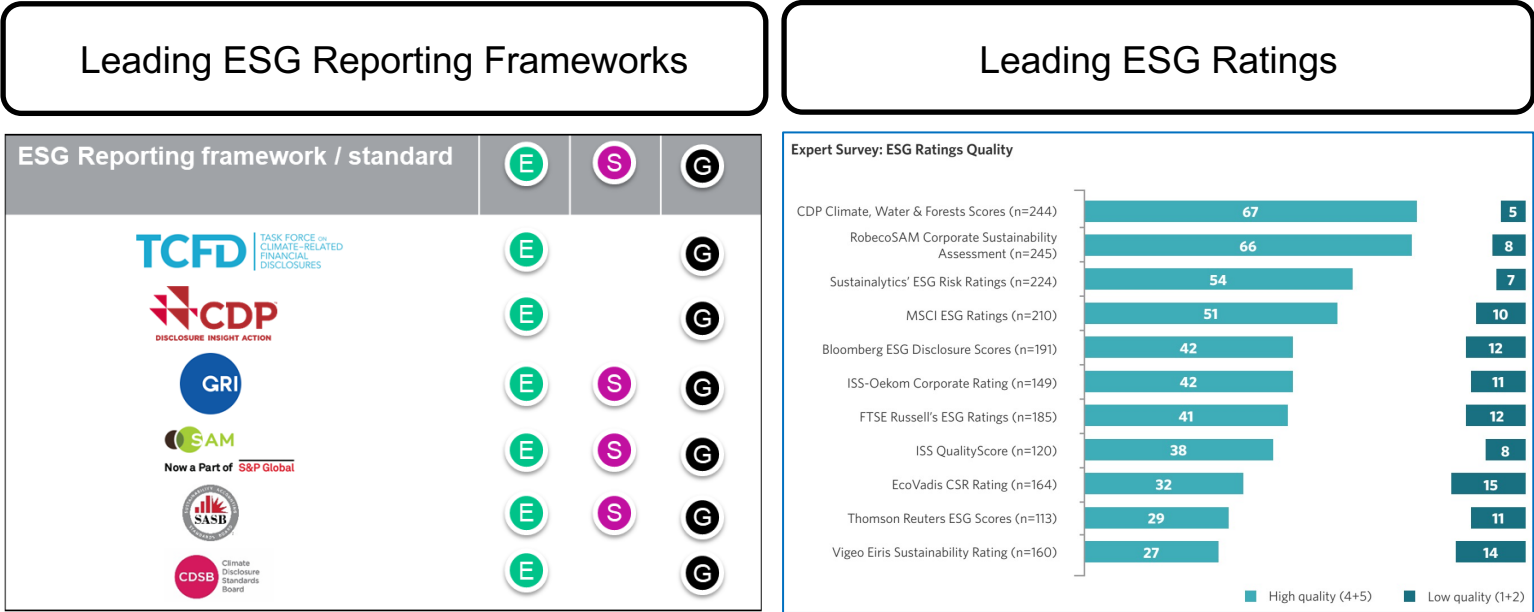 Leading ESG Reporting Frameworks
Leading ESG Ratings
ESG Reporting framework / standard
E
S
G
TCFD
TASK FORCE ON
CLIMATE-RELATED
FINANCIAL
DISCLOSURES
E
G
CDP
DISCLOSURE INSIGHT ACTION
E
G
GRI
E
S
G
SAM
Now a Part of S&P Global
E
S
G
SASB
E
S
G
CDSB
Climate
Disclosure
Standards
Board
E
G
Expert Survey: ESG Ratings Quality
CDP Climate, Water & Forests Scores (n=244)
67
5
RobecoSAM Corporate Sustainability
Assessment (n=245)
66
8
Sustainalytics’ ESG Risk Ratings (n=224)
54
7
MSCI ESG Ratings (n=210)
51
10
Bloomberg ESG Disclosure Scores (n=191)
42
12
ISS-Oekom Corporate Rating (n=149)
42
11
FTSE Russell’s ESG Ratings (n=185)
41
12
ISS QualityScore (n=120)
38
8
EcoVadis CSR Rating (n=164)
32
15
Thomson Reuters ESG Scores (n=113)
29
11
Vigeo Eiris Sustainability Rating (n=160)
27
14
High quality (4+5)
Low quality (1+2)